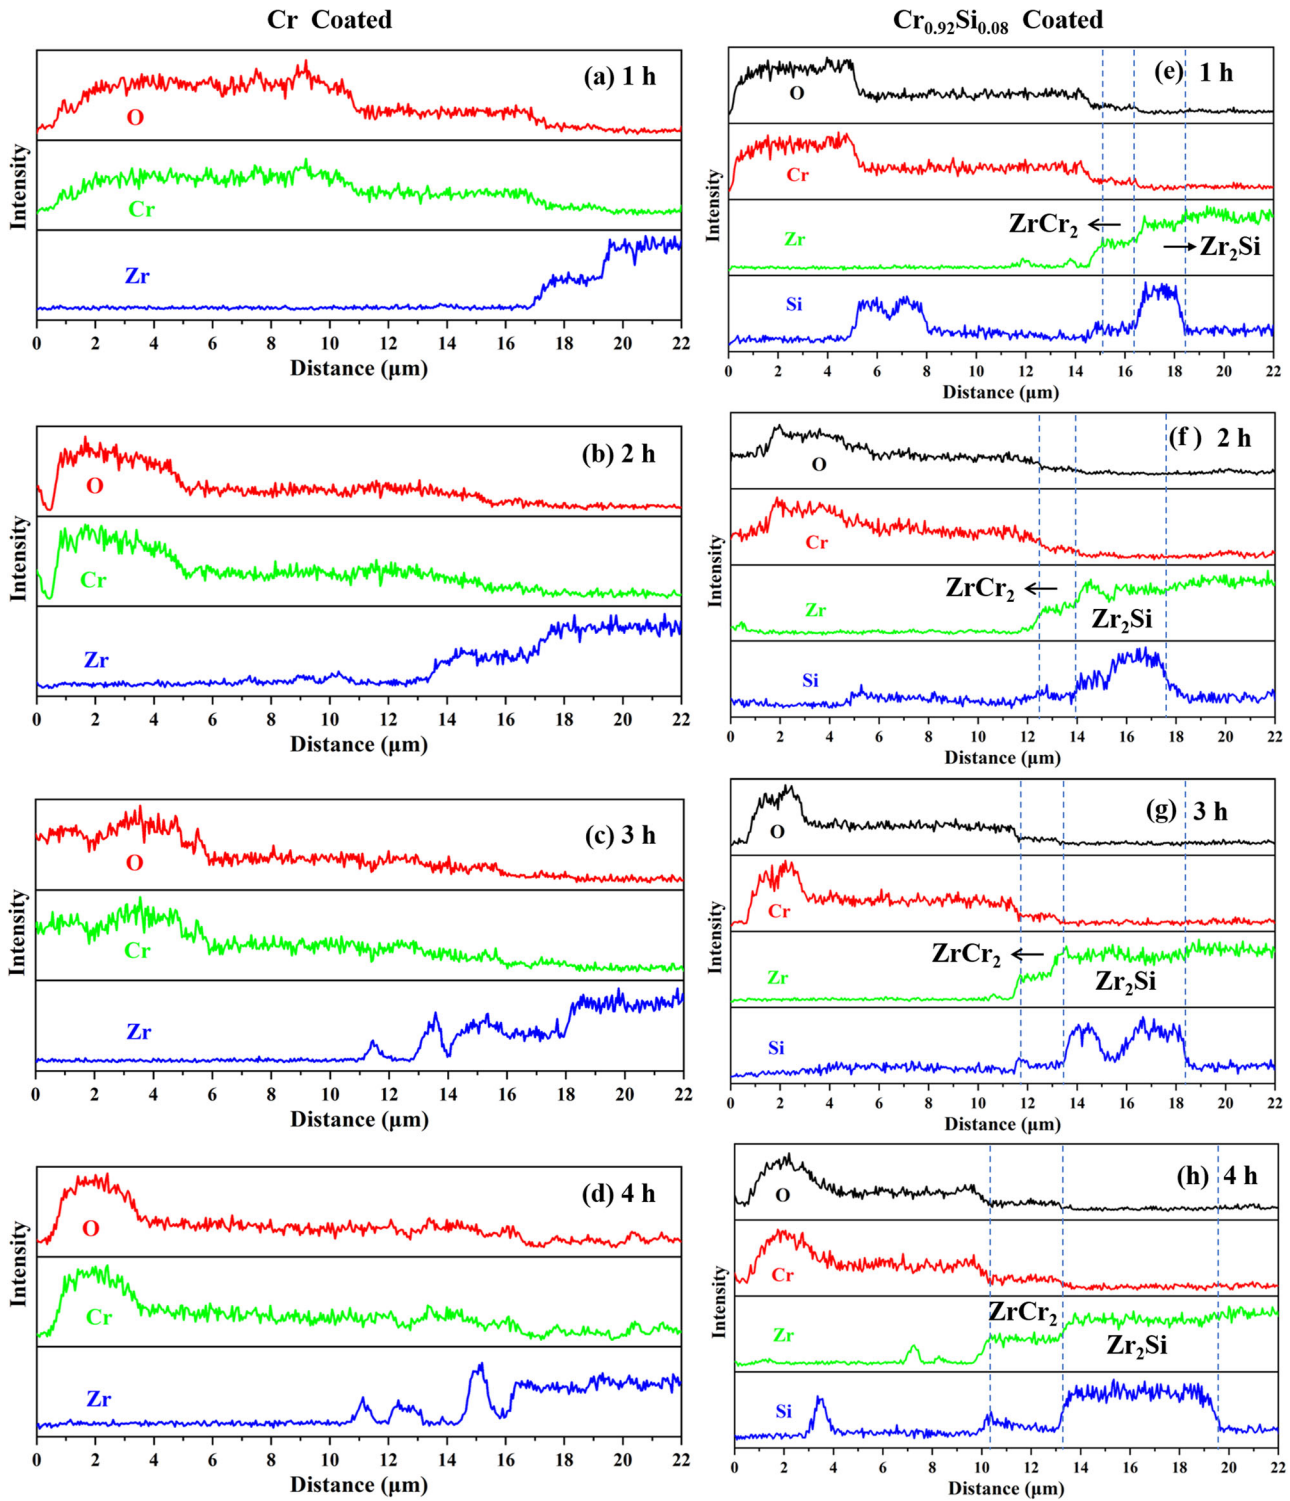 Cr Coated
(a) 1 h
O
Cr
Zr
Intensity
0 2 4 6 8 10 12 14 16 18 20 22
Distance (μm)
(b) 2 h
O
Cr
Zr
Intensity
0 2 4 6 8 10 12 14 16 18 20 22
Distance (μm)
(c) 3 h
O
Cr
Zr
Intensity
0 2 4 6 8 10 12 14 16 18 20 22
Distance (μm)
(d) 4 h
O
Cr
Zr
Intensity
0 2 4 6 8 10 12 14 16 18 20 22
Distance (μm)
Cr0.92Si0.08 Coated
(e) 1 h
O
Cr
ZrCr2
Zr
Zr2Si
Si
Intensity
0 2 4 6 8 10 12 14 16 18 20 22
Distance (μm)
(f ) 2 h
O
Cr
ZrCr2
Zr
Zr2Si
Si
Intensity
0 2 4 6 8 10 12 14 16 18 20 22
Distance (μm)
(g) 3 h
O
Cr
ZrCr2
Zr
Zr2Si
Si
Intensity
0 2 4 6 8 10 12 14 16 18 20 22
Distance (μm)
(h) 4 h
O
Cr
ZrCr2
Zr
Zr2Si
Si
Intensity
0 2 4 6 8 10 12 14 16 18 20 22
Distance (μm)